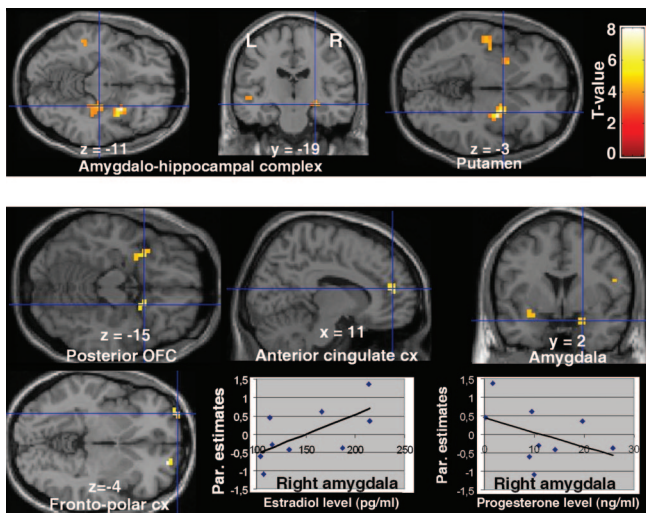 L R
z = -11 y = -19 z = -3
Amygdalo-hippocampal complex Putamen
8
6
4
2
0
T-value
z = -15 x = 11 y = 2
Posterior OFC Anterior cingulate cx Amygdala
z=-4
Fronto-polar cx
Par. estimates
1,5
1
0,5
0
-0,5
-1
-1,5
100 150 200 250
Right amygdala
Estradiol level (pg/ml)
Par. estimates
1,5
1
0,5
0
-0,5
-1
-1,5
0 10 20 30
Right amygdala
Progesterone level (ng/ml)